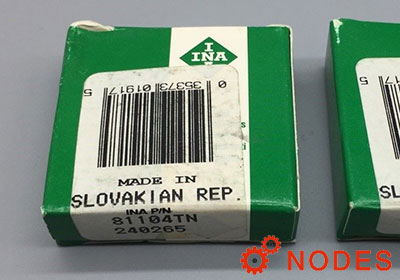 I
INA
0 35373 01917 5
MADE IN
SLOVAKIAN REP.
INA P/N
81104TN
240265
SL
NODES